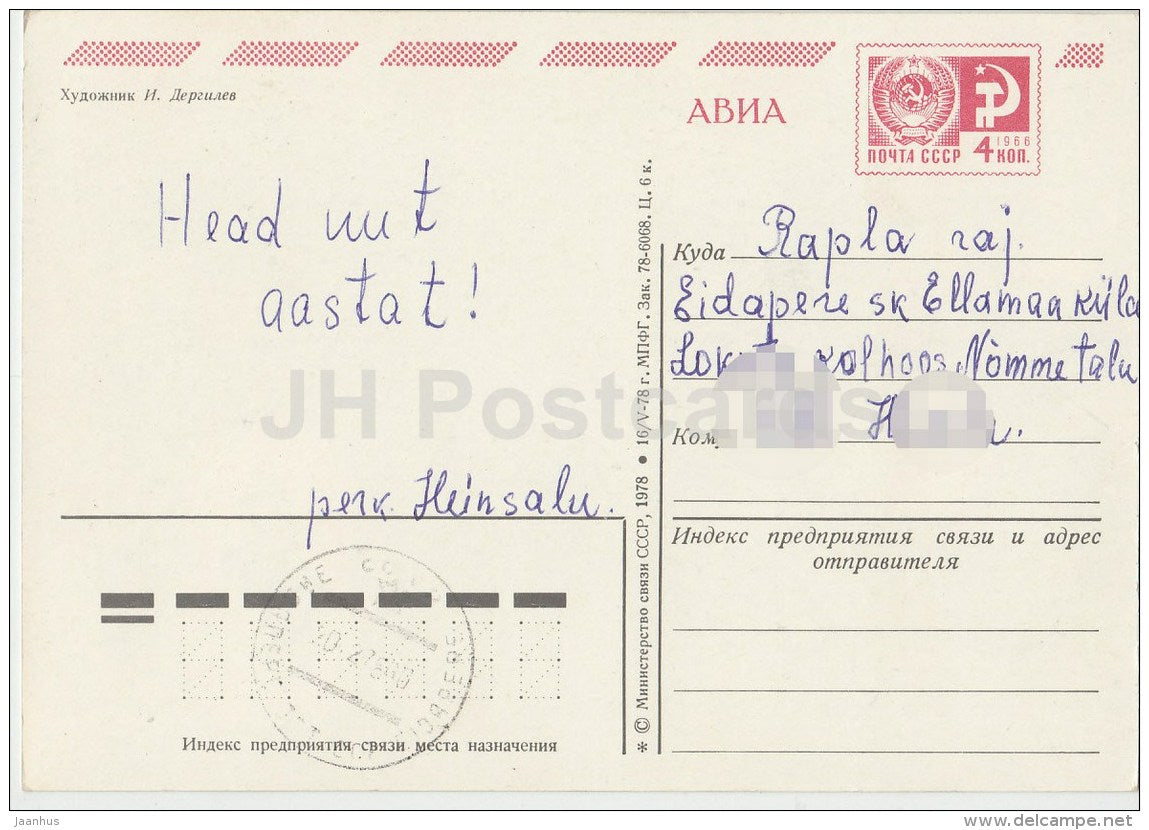 Художник И. Дергилев
АВИА
1966
ПОЧТА СССР 4 КОП.
Head uut
aastat!
perk. Heinsalu.
Куда Rapla raj.
Eidapere sk Ellamaa küla
kolhoos Nõmme talu
Индекс предприятия связи и адрес
отправителя
Индекс предприятия связи места назначения
* © Министерство связи СССР, 1978 • 16/V-78 г. МПФГ. Зак. 78-6068. Ц. 6 к.
EIDAPERE
JH Postcards
Jaanhus
www.delcampe.net